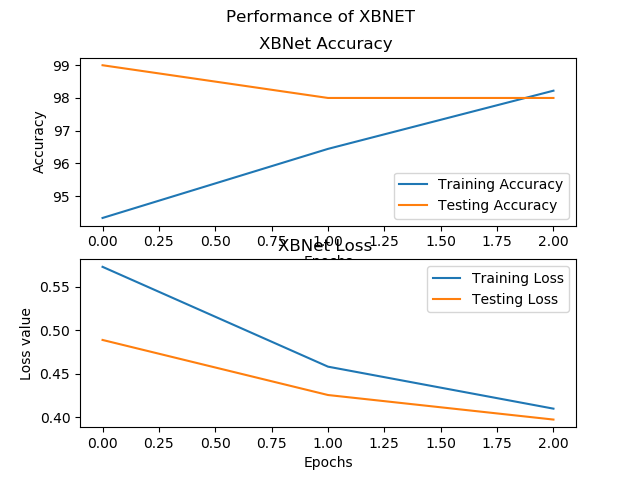 Performance of XBNET
XBNet Accuracy
99
98
97
96
95
Accuracy
Training Accuracy
Testing Accuracy
0.00 0.25 0.50 0.75 1.00 1.25 1.50 1.75 2.00
Epochs
XBNet Loss
0.55
0.50
0.45
0.40
Loss value
Training Loss
Testing Loss
0.00 0.25 0.50 0.75 1.00 1.25 1.50 1.75 2.00
Epochs